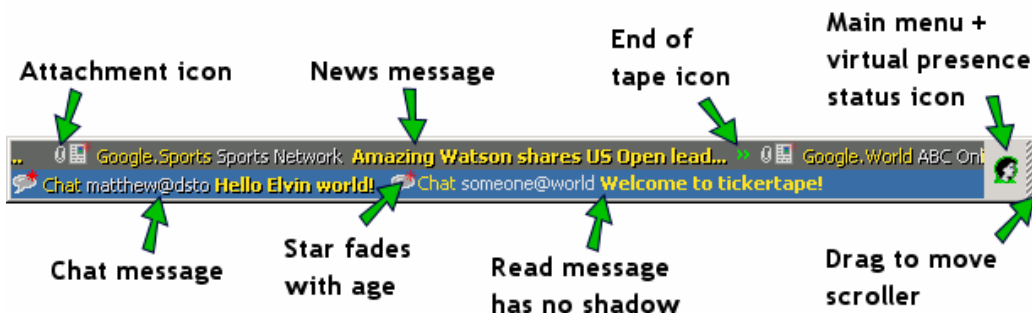 Attachment icon
News message
End of
tape icon
Main menu +
virtual presence
status icon
.. Google.Sports Sports Network Amazing Watson shares US Open lead... » Google.World ABC Onl
Chat matthew@dsto Hello Elvin world! Chat someone@world Welcome to tickertape!
Chat message
Star fades
with age
Read message
has no shadow
Drag to move
scroller